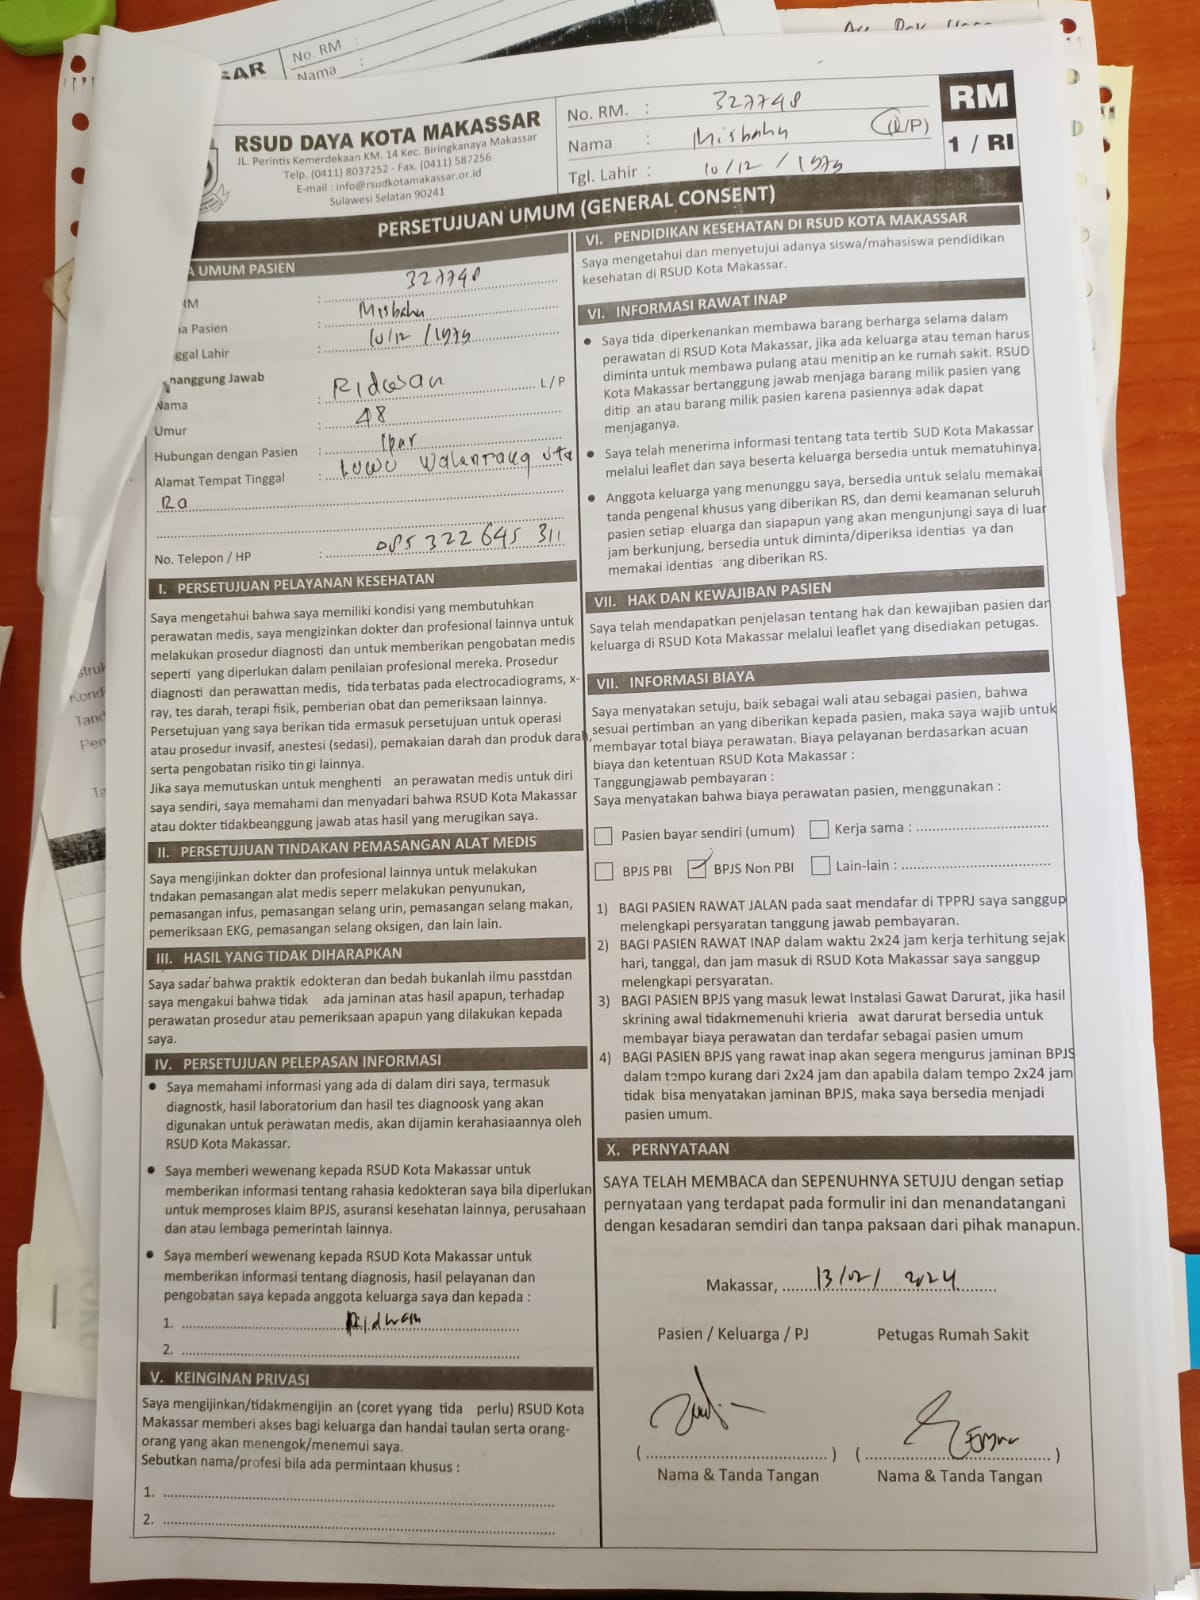 No. RM :
Nama :
SAR
RSUD DAYA KOTA MAKASSAR
JL. Perintis Kemerdekaan KM. 14 Kec. Biringkanaya Makassar
Telp. (0411) 8037252 - Fax. (0411) 587256
E-mail : info@rsudkotamakassar.or.id
Sulawesi Selatan 90241
No. RM. : 327748
Nama : Misbahu (L/P)
Tgl. Lahir : 10/12/1979
RM
1 / RI
PERSETUJUAN UMUM (GENERAL CONSENT)
A UMUM PASIEN
RM : 327748
a Pasien : Misbahu
ggal Lahir : 10/12/1979
nanggung Jawab
Nama : Ridwan L/P
Umur : 48
Hubungan dengan Pasien : Ipar
Alamat Tempat Tinggal : Luwu Walenrang Uta
Ra
No. Telepon / HP : 085322645311
I. PERSETUJUAN PELAYANAN KESEHATAN
Saya mengetahui bahwa saya memiliki kondisi yang membutuhkan
perawatan medis, saya mengizinkan dokter dan profesional lainnya untuk
melakukan prosedur diagnosti dan untuk memberikan pengobatan medis
seperti yang diperlukan dalam penilaian profesional mereka. Prosedur
diagnosti dan perawattan medis, tida terbatas pada electrocadiograms, x-
ray, tes darah, terapi fisik, pemberian obat dan pemeriksaan lainnya.
Persetujuan yang saya berikan tida ermasuk persetujuan untuk operasi
atau prosedur invasif, anestesi (sedasi), pemakaian darah dan produk darah,
serta pengobatan risiko tin gi lainnya.
Jika saya memutuskan untuk menghenti an perawatan medis untuk diri
saya sendiri, saya memahami dan menyadari bahwa RSUD Kota Makassar
atau dokter tidakbeanggung jawab atas hasil yang merugikan saya.
II. PERSETUJUAN TINDAKAN PEMASANGAN ALAT MEDIS
Saya mengijinkan dokter dan profesional lainnya untuk melakukan
tndakan pemasangan alat medis seperr melakukan penyunukan,
pemasangan infus, pemasangan selang urin, pemasangan selang makan,
pemeriksaan EKG, pemasangan selang oksigen, dan lain lain.
III. HASIL YANG TIDAK DIHARAPKAN
Saya sadar bahwa praktik edokteran dan bedah bukanlah ilmu passtdan
saya mengakui bahwa tidak ada jaminan atas hasil apapun, terhadap
perawatan prosedur atau pemeriksaan apapun yang dilakukan kepada
saya.
IV. PERSETUJUAN PELEPASAN INFORMASI
• Saya memahami informasi yang ada di dalam diri saya, termasuk
diagnostk, hasil laboratorium dan hasil tes diagnoosk yang akan
digunakan untuk perawatan medis, akan dijamin kerahasiaannya oleh
RSUD Kota Makassar.
• Saya memberi wewenang kepada RSUD Kota Makassar untuk
memberikan informasi tentang rahasia kedokteran saya bila diperlukan
untuk memproses klaim BPJS, asuransi kesehatan lainnya, perusahaan
dan atau lembaga pemerintah lainnya.
• Saya memberi wewenang kepada RSUD Kota Makassar untuk
memberikan informasi tentang diagnosis, hasil pelayanan dan
pengobatan saya kepada anggota keluarga saya dan kepada :
1. Ridwan
2.
V. KEINGINAN PRIVASI
Saya mengijinkan/tidakmengijin an (coret yyang tida perlu) RSUD Kota
Makassar memberi akses bagi keluarga dan handai taulan serta orang-
orang yang akan menengok/menemui saya.
Sebutkan nama/profesi bila ada permintaan khusus :
1.
2.
VI. PENDIDIKAN KESEHATAN DI RSUD KOTA MAKASSAR
Saya mengetahui dan menyetujui adanya siswa/mahasiswa pendidikan
kesehatan di RSUD Kota Makassar.
VI. INFORMASI RAWAT INAP
• Saya tida diperkenankan membawa barang berharga selama dalam
perawatan di RSUD Kota Makassar, jika ada keluarga atau teman harus
diminta untuk membawa pulang atau menitip an ke rumah sakit. RSUD
Kota Makassar bertanggung jawab menjaga barang milik pasien yang
ditip an atau barang milik pasien karena pasiennya adak dapat
menjaganya.
• Saya telah menerima informasi tentang tata tertib SUD Kota Makassar
melalui leaflet dan saya beserta keluarga bersedia untuk mematuhinya.
• Anggota keluarga yang menunggu saya, bersedia untuk selalu memakai
tanda pengenal khusus yang diberikan RS, dan demi keamanan seluruh
pasien setiap eluarga dan siapapun yang akan mengunjungi saya di luar
jam berkunjung, bersedia untuk diminta/diperiksa identias ya dan
memakai identias ang diberikan RS.
VII. HAK DAN KEWAJIBAN PASIEN
Saya telah mendapatkan penjelasan tentang hak dan kewajiban pasien dan
keluarga di RSUD Kota Makassar melalui leaflet yang disediakan petugas.
VII. INFORMASI BIAYA
Saya menyatakan setuju, baik sebagai wali atau sebagai pasien, bahwa
sesuai pertimban an yang diberikan kepada pasien, maka saya wajib untuk
membayar total biaya perawatan. Biaya pelayanan berdasarkan acuan
biaya dan ketentuan RSUD Kota Makassar :
Tanggungjawab pembayaran :
Saya menyatakan bahwa biaya perawatan pasien, menggunakan :
Pasien bayar sendiri (umum) Kerja sama :
BPJS PBI BPJS Non PBI Lain-lain :
1) BAGI PASIEN RAWAT JALAN pada saat mendafar di TPPRJ saya sanggup
melengkapi persyaratan tanggung jawab pembayaran.
2) BAGI PASIEN RAWAT INAP dalam waktu 2x24 jam kerja terhitung sejak
hari, tanggal, dan jam masuk di RSUD Kota Makassar saya sanggup
melengkapi persyaratan.
3) BAGI PASIEN BPJS yang masuk lewat Instalasi Gawat Darurat, jika hasil
skrining awal tidakmemenuhi krieria awat darurat bersedia untuk
membayar biaya perawatan dan terdafar sebagai pasien umum
4) BAGI PASIEN BPJS yang rawat inap akan segera mengurus jaminan BPJS
dalam tempo kurang dari 2x24 jam dan apabila dalam tempo 2x24 jam
tidak bisa menyatakan jaminan BPJS, maka saya bersedia menjadi
pasien umum.
X. PERNYATAAN
SAYA TELAH MEMBACA dan SEPENUHNYA SETUJU dengan setiap
pernyataan yang terdapat pada formulir ini dan menandatangani
dengan kesadaran semdiri dan tanpa paksaan dari pihak manapun.
Makassar, 13/02/2024
Pasien / Keluarga / PJ Petugas Rumah Sakit
Nama & Tanda Tangan Nama & Tanda Tangan